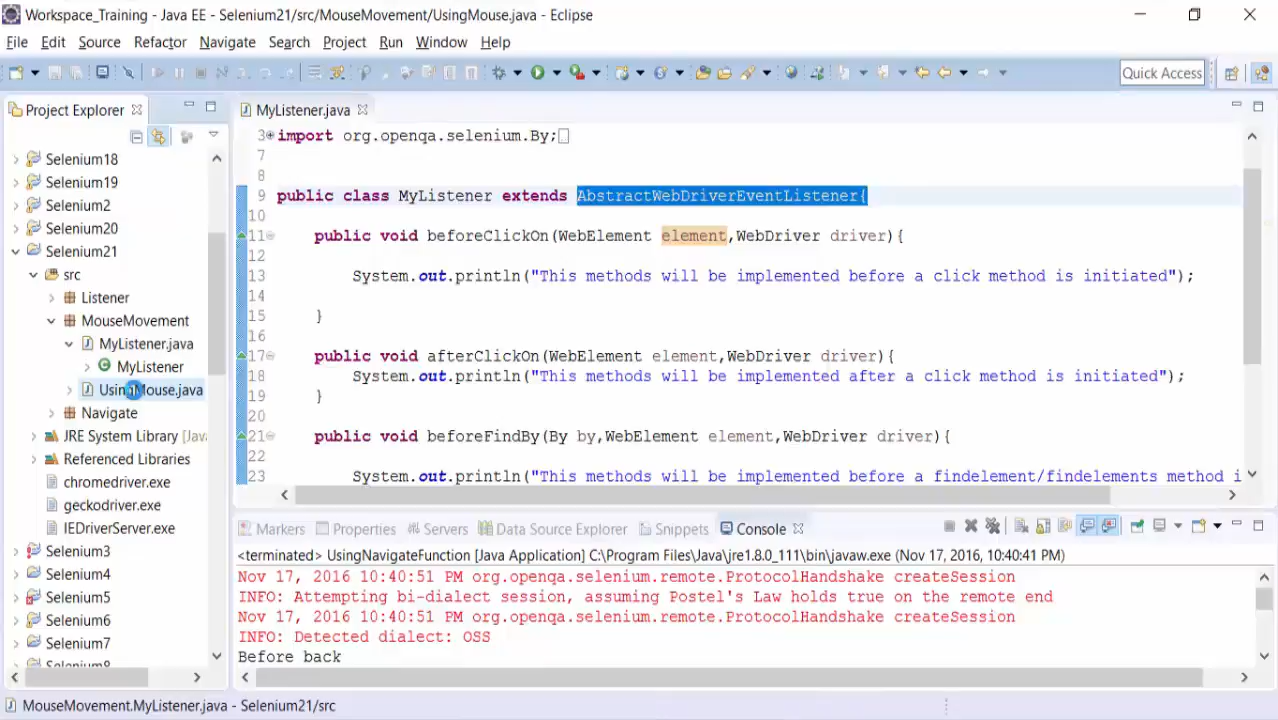 Workspace_Training - Java EE - Selenium21/src/MouseMovement/UsingMouse.java - Eclipse
File Edit Source Refactor Navigate Search Project Run Window Help
Quick Access
Project Explorer
Selenium18
Selenium19
Selenium2
Selenium20
Selenium21
src
Listener
MouseMovement
MyListener.java
MyListener
UsingMouse.java
Navigate
JRE System Library [Java
Referenced Libraries
chromedriver.exe
geckodriver.exe
IEDriverServer.exe
Selenium3
Selenium4
Selenium5
Selenium6
Selenium7
Selenium8
MyListener.java
3 import org.openqa.selenium.By;
7
8
9 public class MyListener extends AbstractWebDriverEventListener{
10
11 public void beforeClickOn(WebElement element,WebDriver driver){
12
13 System.out.println("This methods will be implemented before a click method is initiated");
14
15 }
16
17 public void afterClickOn(WebElement element,WebDriver driver){
18 System.out.println("This methods will be implemented after a click method is initiated");
19 }
20
21 public void beforeFindBy(By by,WebElement element,WebDriver driver){
22
23 System.out.println("This methods will be implemented before a findelement/findelements method i
Markers Properties Servers Data Source Explorer Snippets Console
<terminated> UsingNavigateFunction [Java Application] C:\Program Files\Java\jre1.8.0_111\bin\javaw.exe (Nov 17, 2016, 10:40:41 PM)
Nov 17, 2016 10:40:51 PM org.openqa.selenium.remote.ProtocolHandshake createSession
INFO: Attempting bi-dialect session, assuming Postel's Law holds true on the remote end
Nov 17, 2016 10:40:51 PM org.openqa.selenium.remote.ProtocolHandshake createSession
INFO: Detected dialect: OSS
Before back
MouseMovement.MyListener.java - Selenium21/src